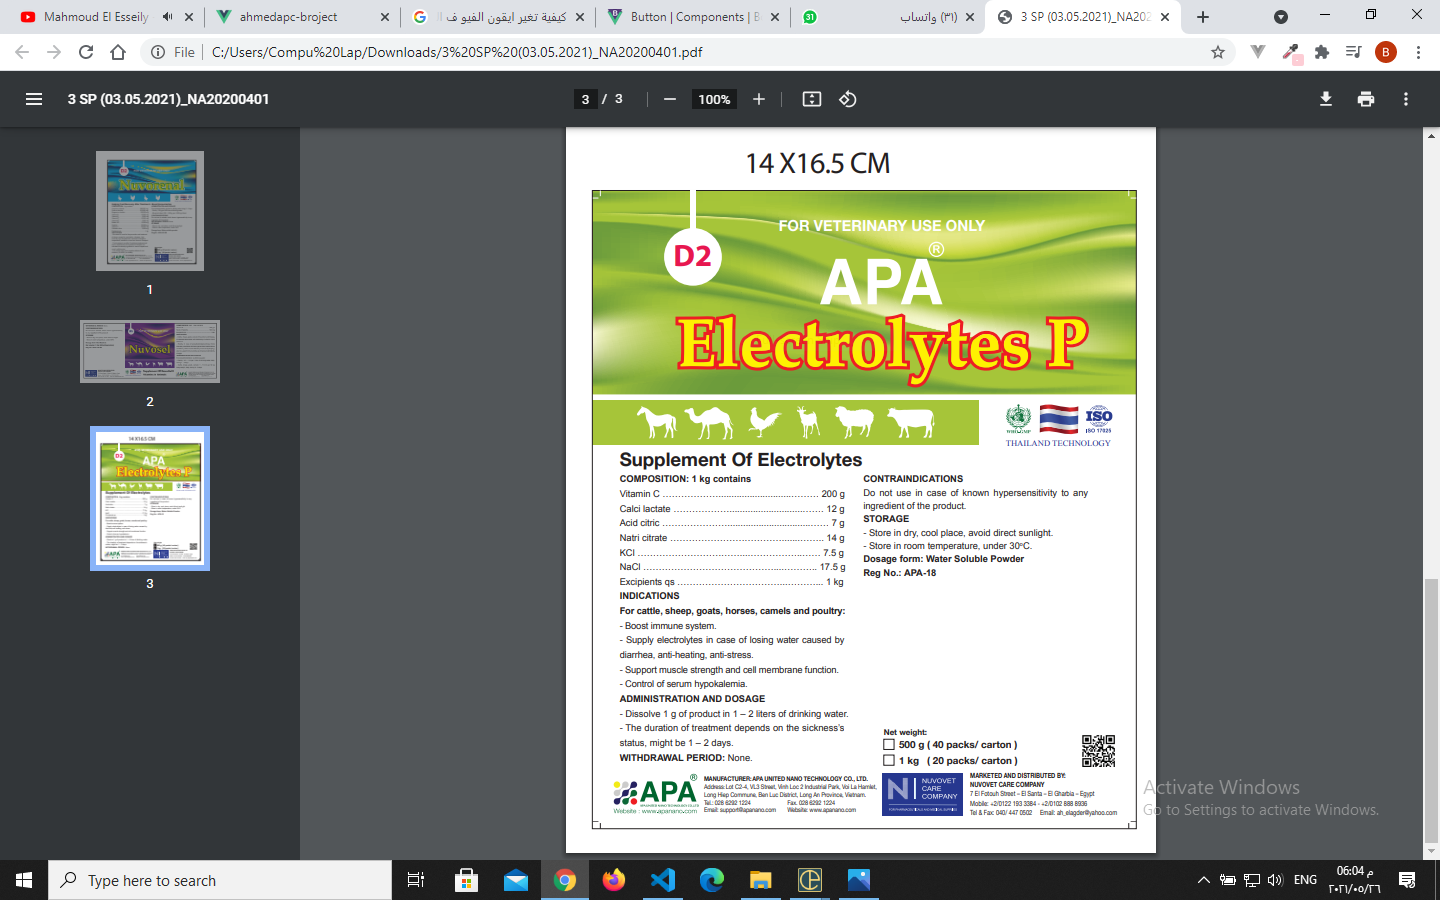 Mahmoud El Esseily
ahmedapc-broject
كيفية تغير ايقون الفيو ف ال
Button | Components | B
(٣١) واتساب
3 SP (03.05.2021)_NA202
File
C:/Users/Compu%20Lap/Downloads/3%20SP%20(03.05.2021)_NA20200401.pdf
B
3 SP (03.05.2021)_NA20200401
3 / 3
100%
1
2
3
14 X16.5 CM
FOR VETERINARY USE ONLY
D2
APA®
Electrolytes P
WHO-GMP
ISO
ISO 17025
THAILAND TECHNOLOGY
Supplement Of Electrolytes
COMPOSITION: 1 kg contains
Vitamin C ................................................ 200 g
Calci lactate ................................................ 12 g
Acid citric ................................................ 7 g
Natri citrate ................................................ 14 g
KCl ................................................ 7.5 g
NaCl ................................................ 17.5 g
Excipients qs ................................................ 1 kg
INDICATIONS
For cattle, sheep, goats, horses, camels and poultry:
- Boost immune system.
- Supply electrolytes in case of losing water caused by
diarrhea, anti-heating, anti-stress.
- Support muscle strength and cell membrane function.
- Control of serum hypokalemia.
ADMINISTRATION AND DOSAGE
- Dissolve 1 g of product in 1 – 2 liters of drinking water.
- The duration of treatment depends on the sickness's
status, might be 1 – 2 days.
WITHDRAWAL PERIOD: None.
CONTRAINDICATIONS
Do not use in case of known hypersensitivity to any
ingredient of the product.
STORAGE
- Store in dry, cool place, avoid direct sunlight.
- Store in room temperature, under 30°C.
Dosage form: Water Soluble Powder
Reg No.: APA-18
Net weight:
500 g ( 40 packs/ carton )
1 kg ( 20 packs/ carton )
APA®
Website : www.apanano.com
MANUFACTURER: APA UNITED NANO TECHNOLOGY CO., LTD.
Address: Lot C2-4, VL3 Street, Vinh Loc 2 Industrial Park, Voi La Hamlet,
Long Hiep Commune, Ben Luc District, Long An Province, Vietnam.
Tel.: 028 6292 1224 Fax. 028 6292 1224
Email: support@apanano.com Website: www.apanano.com
N
NUVOVET
CARE
COMPANY
MARKETED AND DISTRIBUTED BY:
NUVOVET CARE COMPANY
7 El Fotouh Street – El Santa – El Gharbia – Egypt
Mobile: +2/0122 193 3364 - +2/0102 888 8936
Tel & Fax: 040/ 447 0502 Email: ah_elagder@yahoo.com
Activate Windows
Go to Settings to activate Windows.
Type here to search
ENG
06:04 م
٢٠٢١/٠٥/٢٦